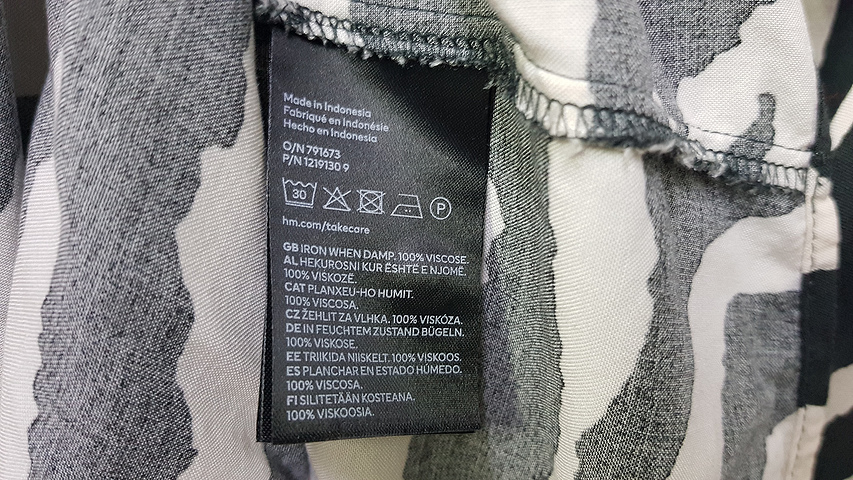 Made in Indonesia
Fabriqué en Indonésie
Hecho en Indonesia
O/N 791673
P/N 1219130 9
30
P
hm.com/takecare
GB IRON WHEN DAMP. 100% VISCOSE.
AL HEKUROSNI KUR ËSHTË E NJOMË.
100% VISKOZË.
CAT PLANXEU-HO HUMIT.
100% VISCOSA.
CZ ŽEHLIT ZA VLHKA. 100% VISKÓZA.
DE IN FEUCHTEM ZUSTAND BÜGELN.
100% VISKOSE.
EE TRIIKIDA NIISKELT. 100% VISKOOS.
ES PLANCHAR EN ESTADO HÚMEDO.
100% VISCOSA.
FI SILITETÄÄN KOSTEANA.
100% VISKOOSIA.